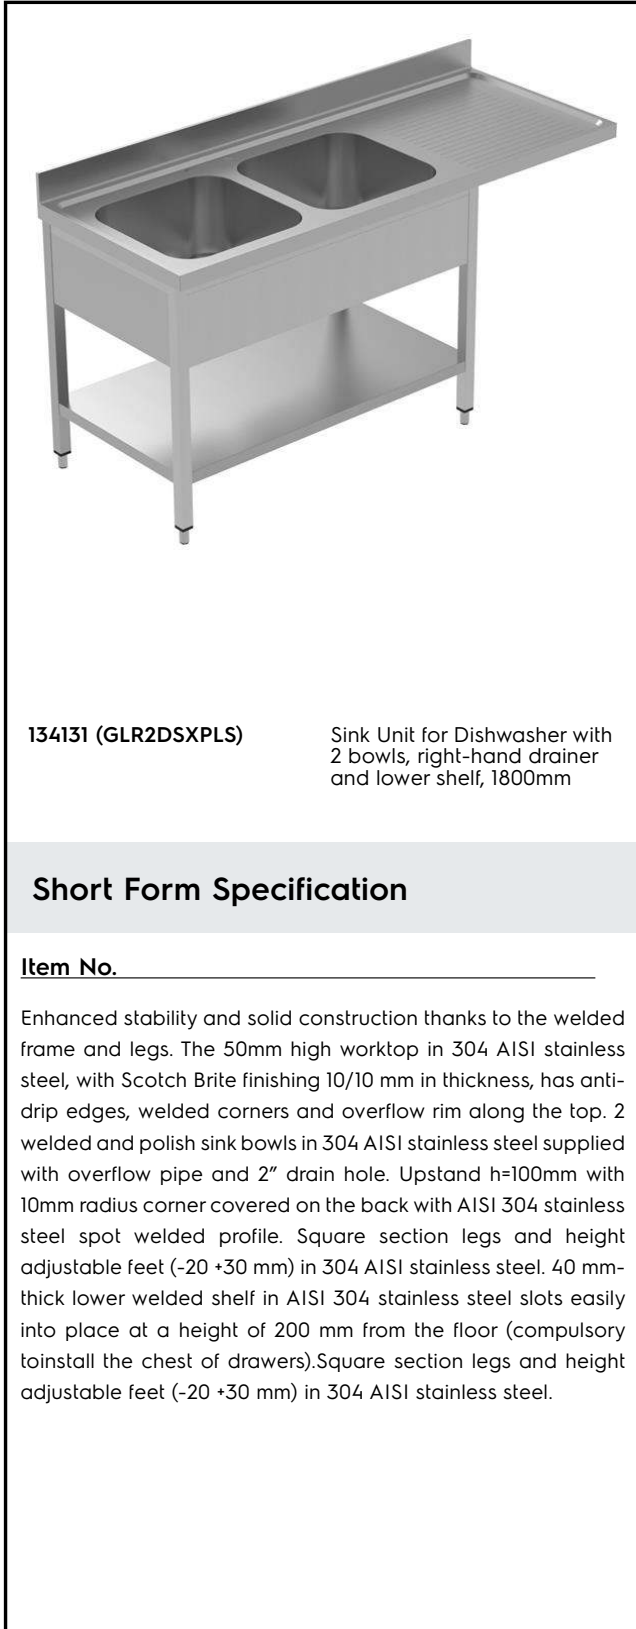 134131 (GLR2DSXPLS)
Sink Unit for Dishwasher with
2 bowls, right-hand drainer
and lower shelf, 1800mm
Short Form Specification
Item No.
Enhanced stability and solid construction thanks to the welded
frame and legs. The 50mm high worktop in 304 AISI stainless
steel, with Scotch Brite finishing 10/10 mm in thickness, has anti-
drip edges, welded corners and overflow rim along the top. 2
welded and polish sink bowls in 304 AISI stainless steel supplied
with overflow pipe and 2” drain hole. Upstand h=100mm with
10mm radius corner covered on the back with AISI 304 stainless
steel spot welded profile. Square section legs and height
adjustable feet (-20 +30 mm) in 304 AISI stainless steel. 40 mm-
thick lower welded shelf in AISI 304 stainless steel slots easily
into place at a height of 200 mm from the floor (compulsory
toinstall the chest of drawers).Square section legs and height
adjustable feet (-20 +30 mm) in 304 AISI stainless steel.